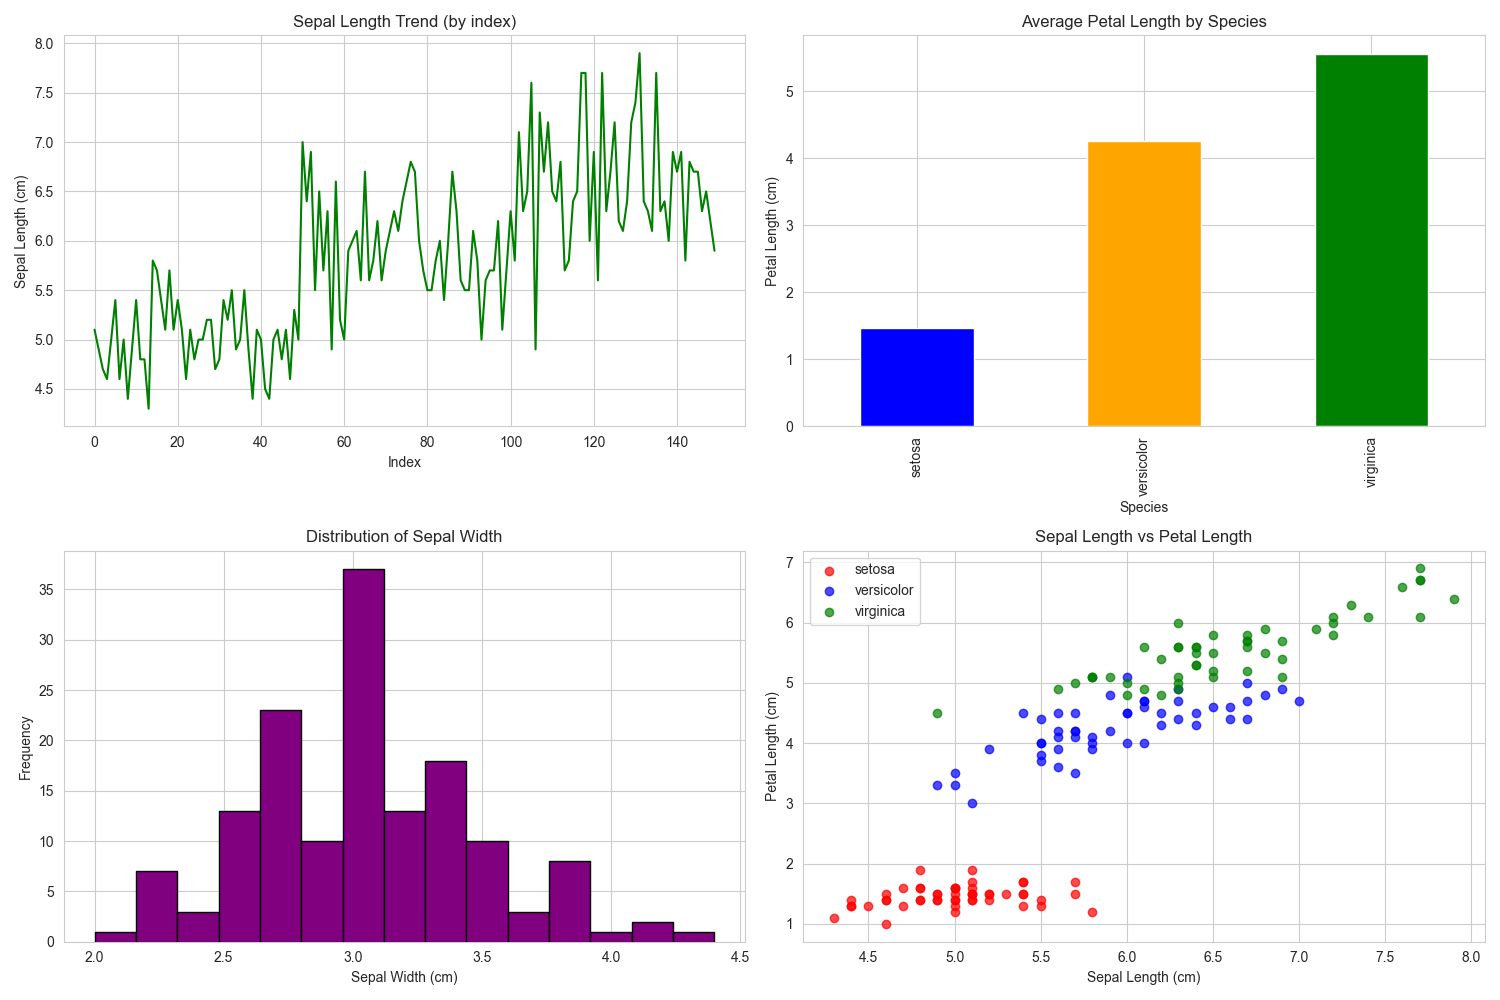 Sepal Length Trend (by index)
8.0
7.5
7.0
6.5
6.0
5.5
5.0
4.5
Sepal Length (cm)
0 20 40 60 80 100 120 140
Index
Average Petal Length by Species
5
4
3
2
1
0
Petal Length (cm)
setosa
versicolor
virginica
Species
Distribution of Sepal Width
35
30
25
20
15
10
5
0
Frequency
2.0 2.5 3.0 3.5 4.0 4.5
Sepal Width (cm)
Sepal Length vs Petal Length
setosa
versicolor
virginica
7
6
5
4
3
2
1
Petal Length (cm)
4.5 5.0 5.5 6.0 6.5 7.0 7.5 8.0
Sepal Length (cm)